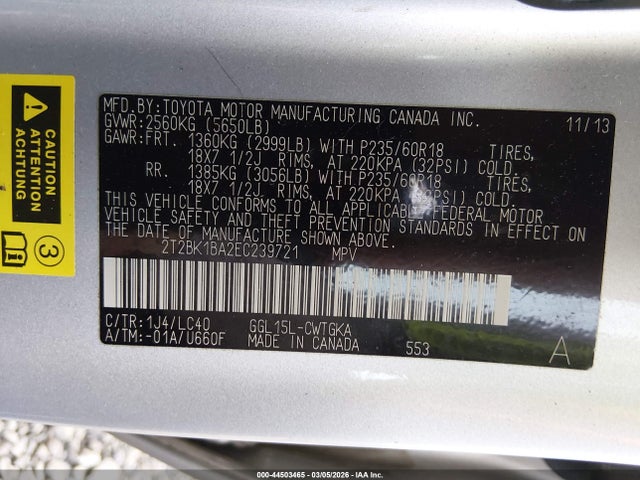 MFD.BY:TOYOTA MOTOR MANUFACTURING CANADA INC.
GVWR:2560KG (5650LB) 11/13
GAWR:FRT. 1360KG (2999LB) WITH P235/60R18 TIRES,
18X7 1/2J RIMS, AT 220KPA (32PSI) COLD.
RR. 1385KG (3056LB) WITH P235/60R18 TIRES,
18X7 1/2J RIMS, AT 220KPA (32PSI) COLD.
THIS VEHICLE CONFORMS TO ALL APPLICABLE FEDERAL MOTOR
VEHICLE SAFETY AND THEFT PREVENTION STANDARDS IN EFFECT ON
THE DATE OF MANUFACTURE SHOWN ABOVE.
2T2BK1BA2EC239721 MPV
C/TR:1J4/LC40 GGL15L-CWTGKA
A/TM:-01A/U660F MADE IN CANADA 553 A
3
000-44503465 - 03/05/2026 - IAA, Inc.